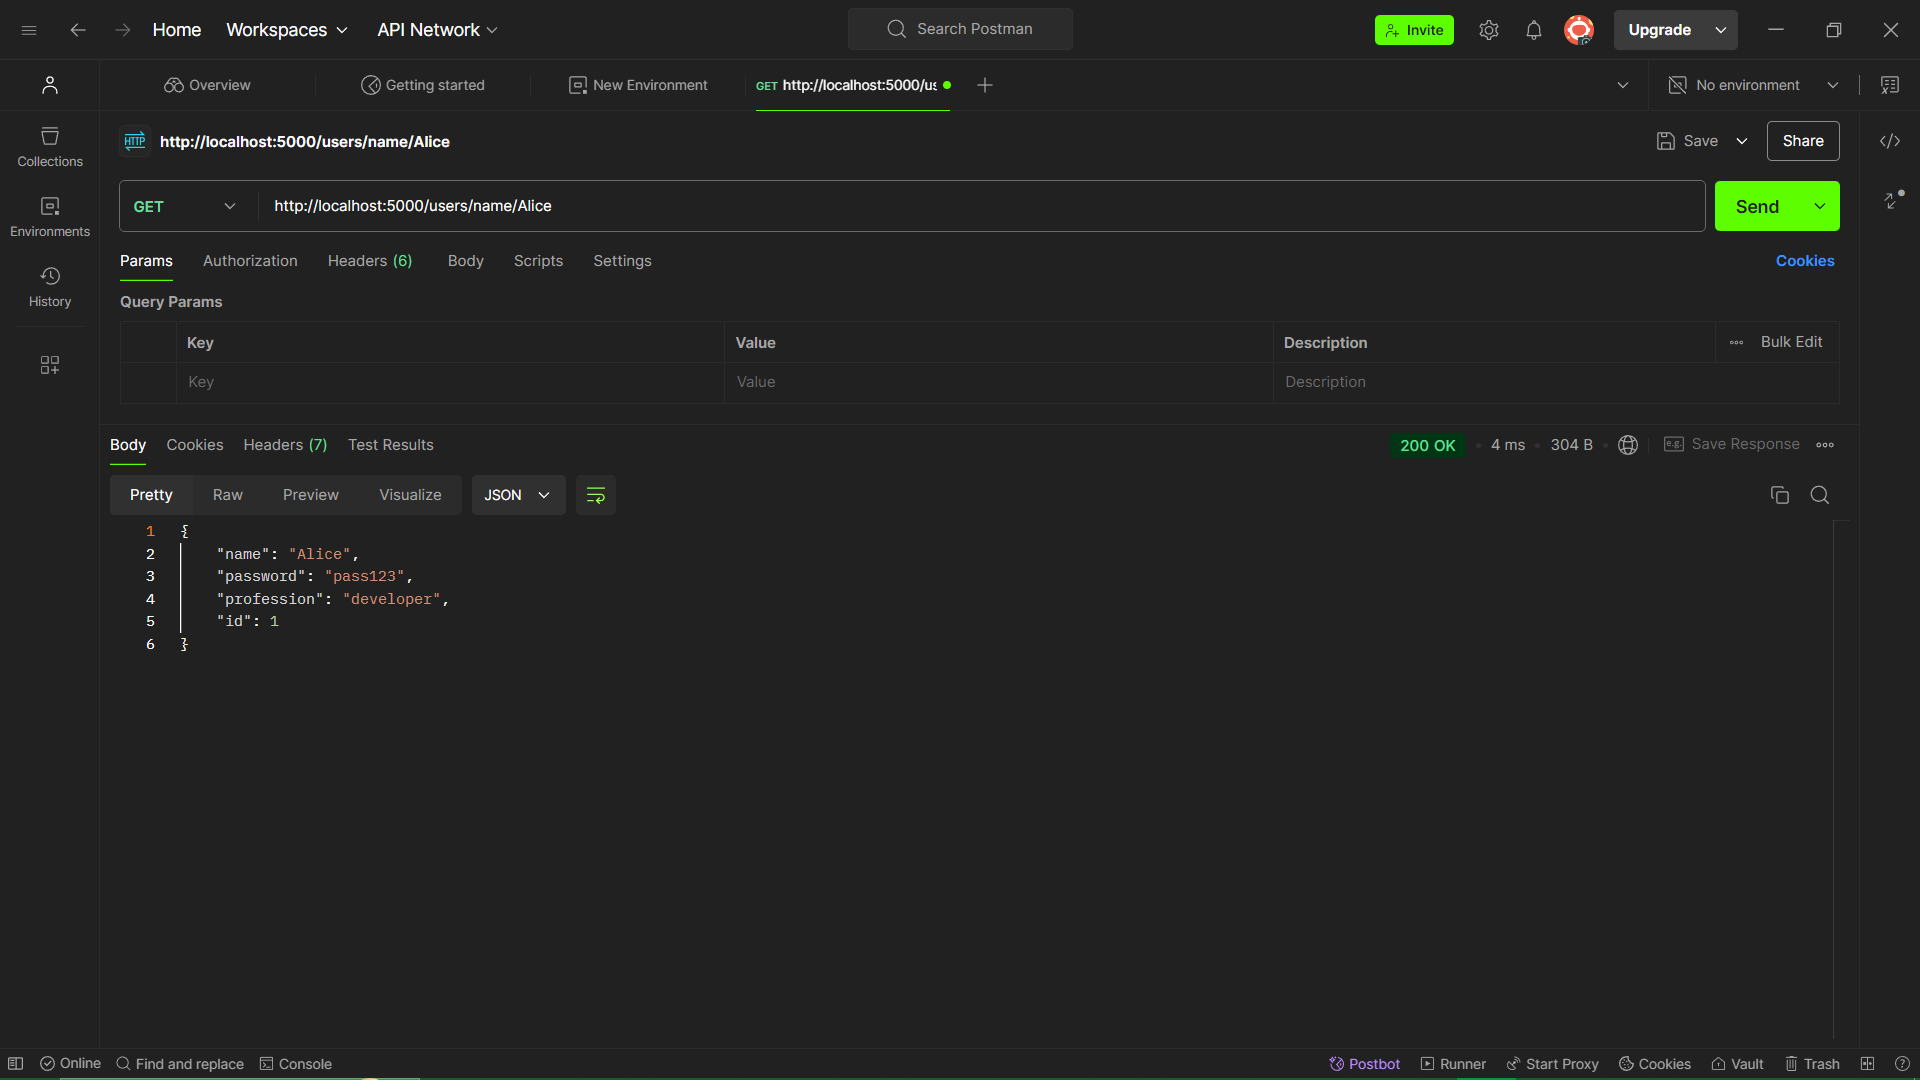 Home Workspaces API Network Search Postman Invite Upgrade
Overview Getting started New Environment GET http://localhost:5000/us No environment
HTTP http://localhost:5000/users/name/Alice Save Share
Collections
Environments
History
GET http://localhost:5000/users/name/Alice Send
Params Authorization Headers (6) Body Scripts Settings Cookies
Query Params
Key Value Description Bulk Edit
Key Value Description
Body Cookies Headers (7) Test Results 200 OK 4 ms 304 B e.g. Save Response
Pretty Raw Preview Visualize JSON
1 {
2 "name": "Alice",
3 "password": "pass123",
4 "profession": "developer",
5 "id": 1
6 }
Online Find and replace Console Postbot Runner Start Proxy Cookies Vault Trash